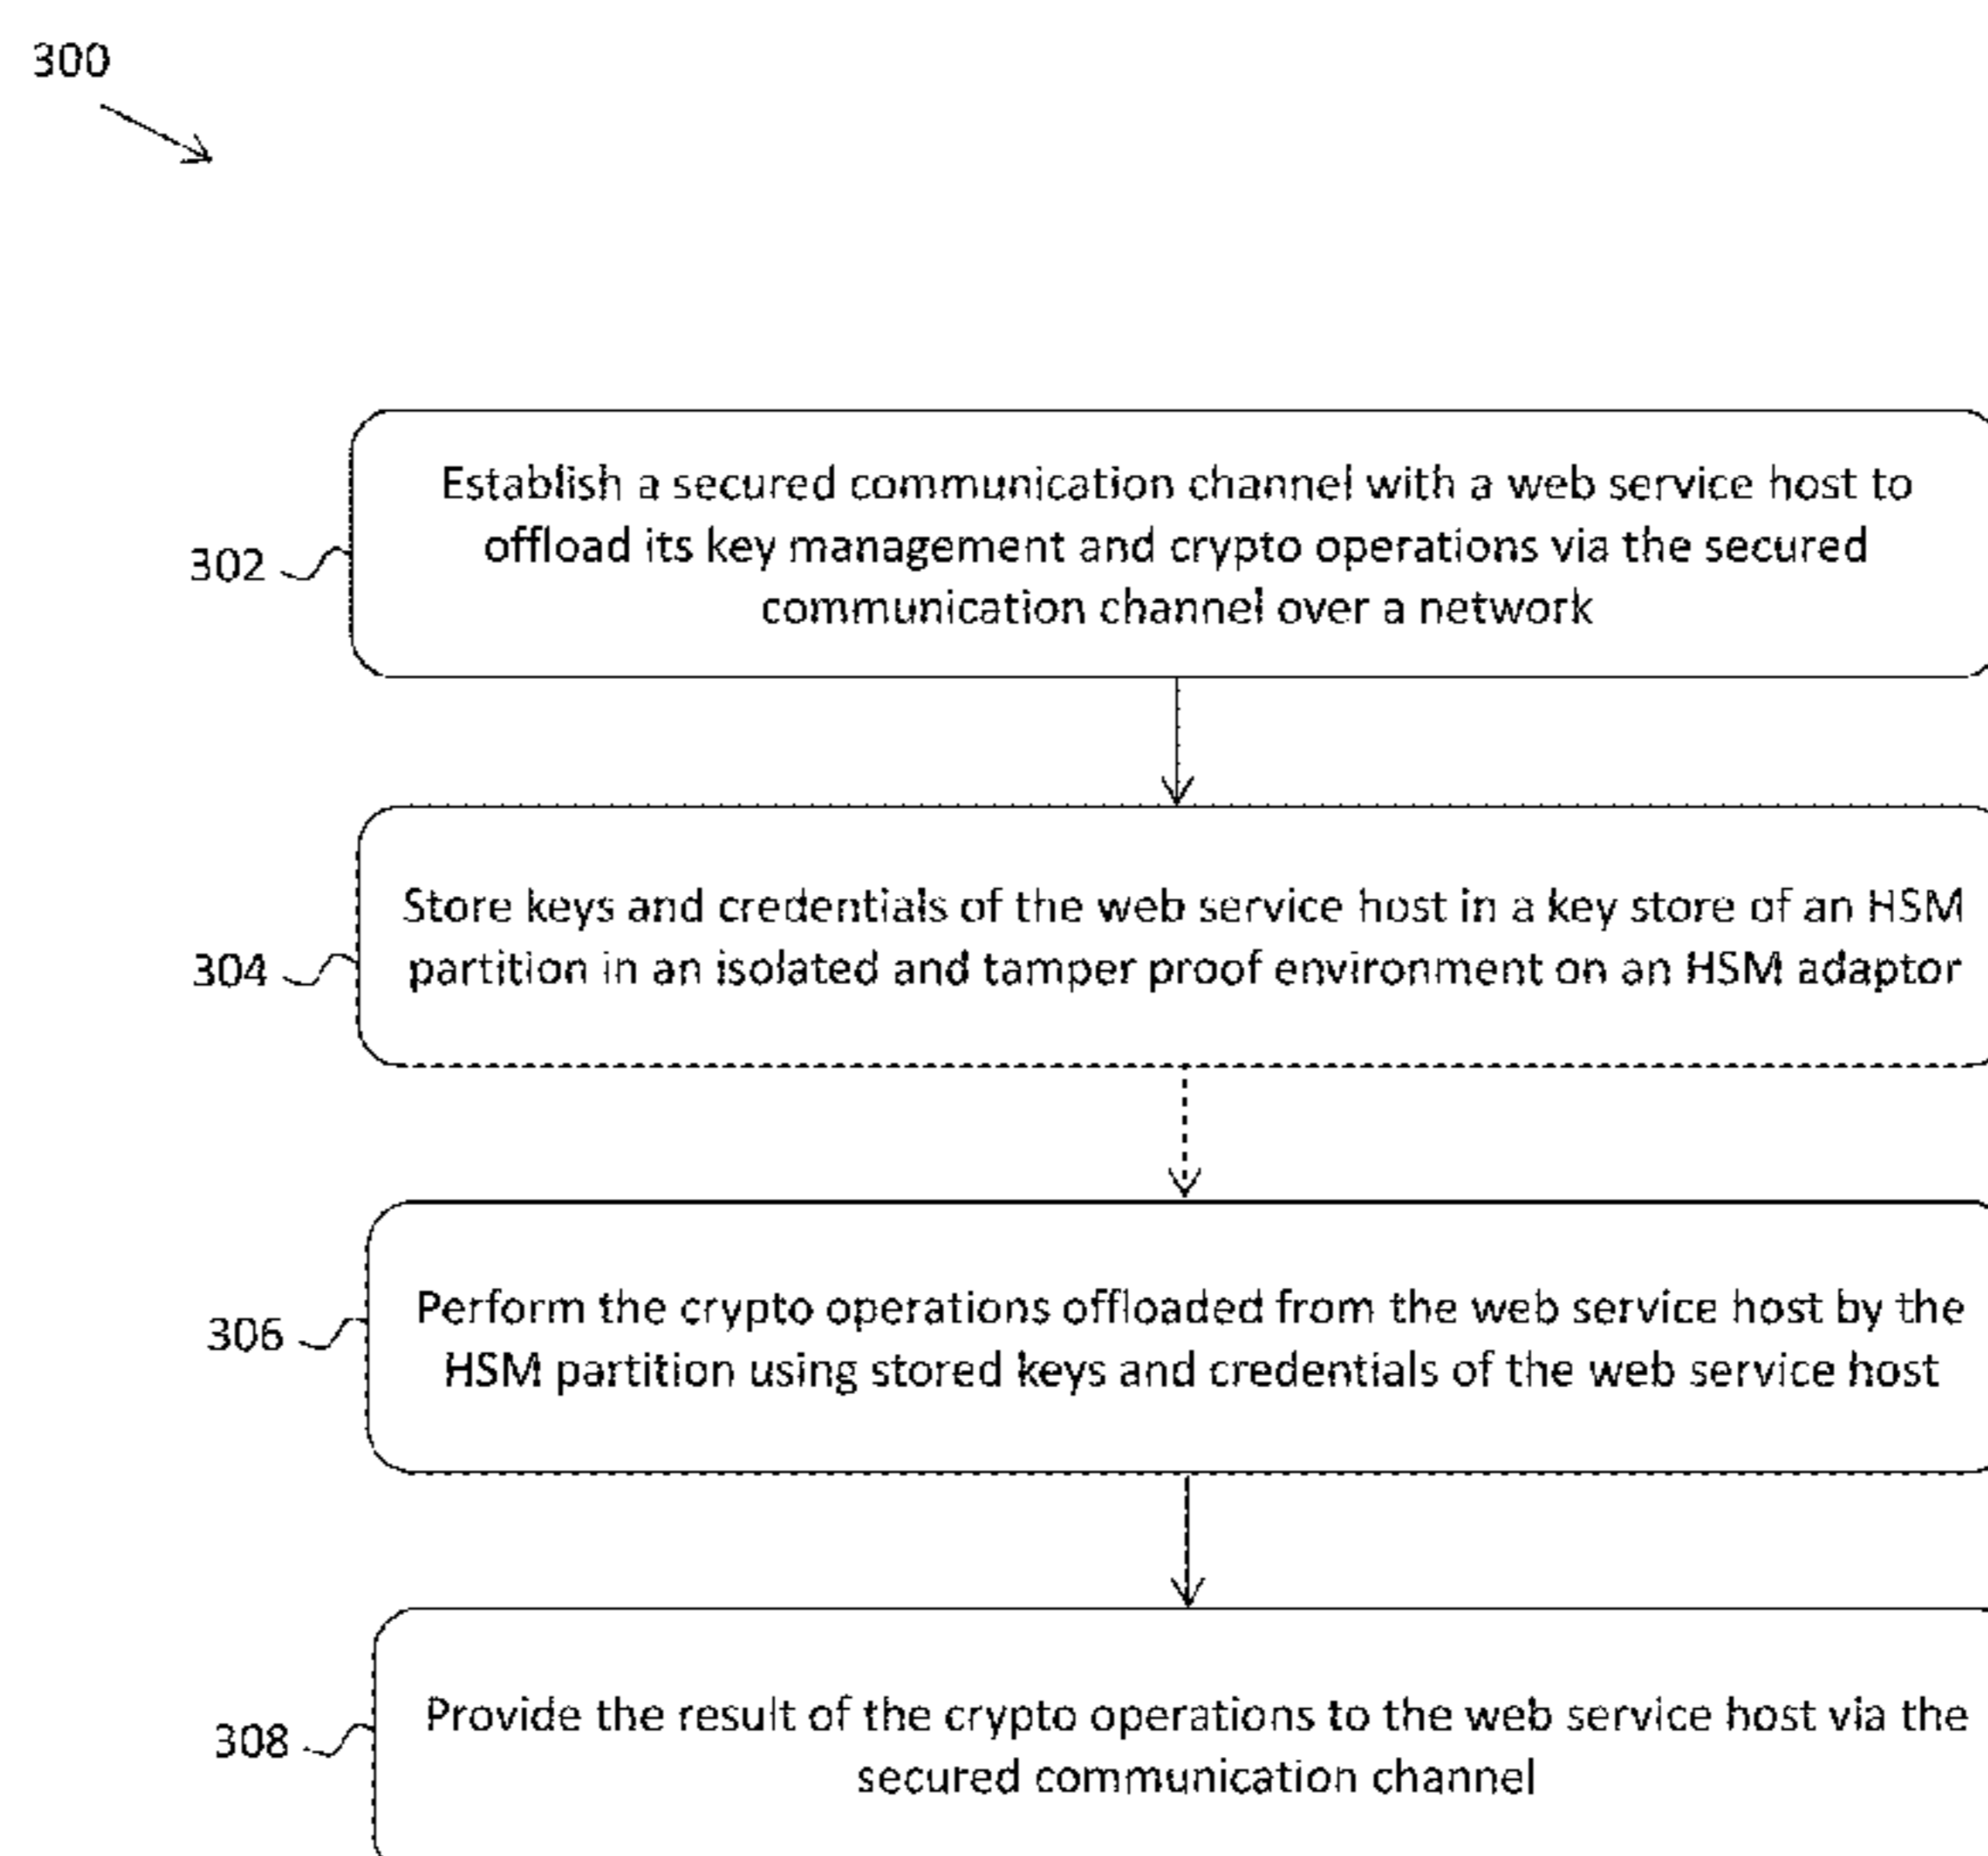 300
Establish a secured communication channel with a web service host to
offload its key management and crypto operations via the secured
communication channel over a network
302
Store keys and credentials of the web service host in a key store of an HSM
partition in an isolated and tamper proof environment on an HSM adaptor
304
Perform the crypto operations offloaded from the web service host by the
HSM partition using stored keys and credentials of the web service host
306
Provide the result of the crypto operations to the web service host via the
secured communication channel
308